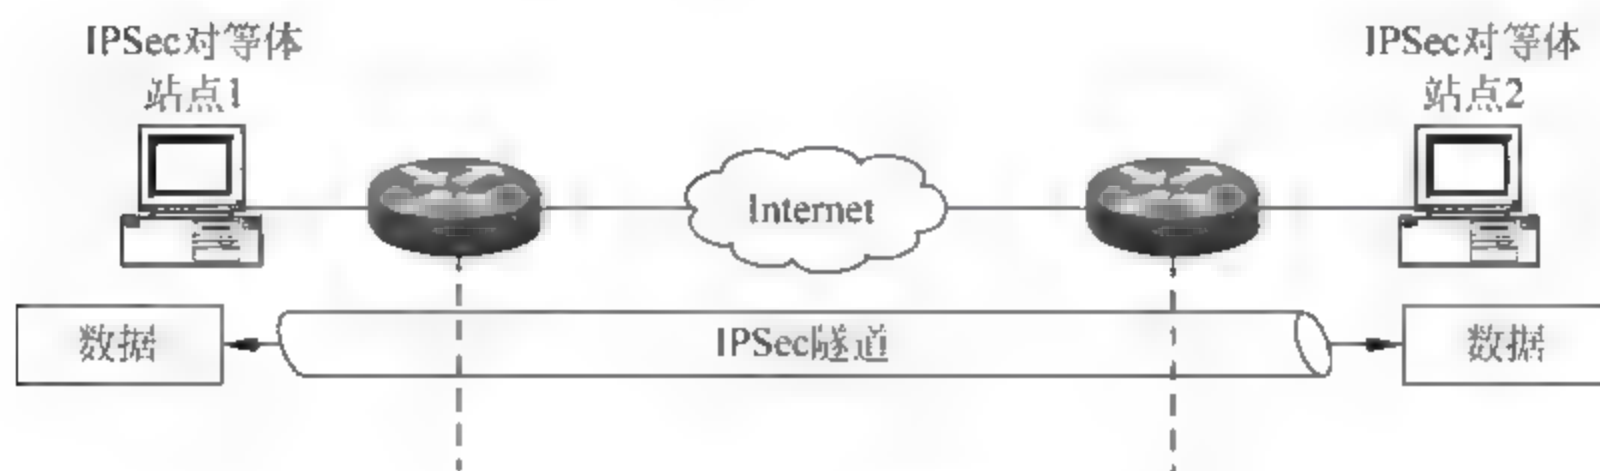 IPSec对等体
站点1
IPSec对等体
站点2
Internet
数据
IPSec隧道
数据